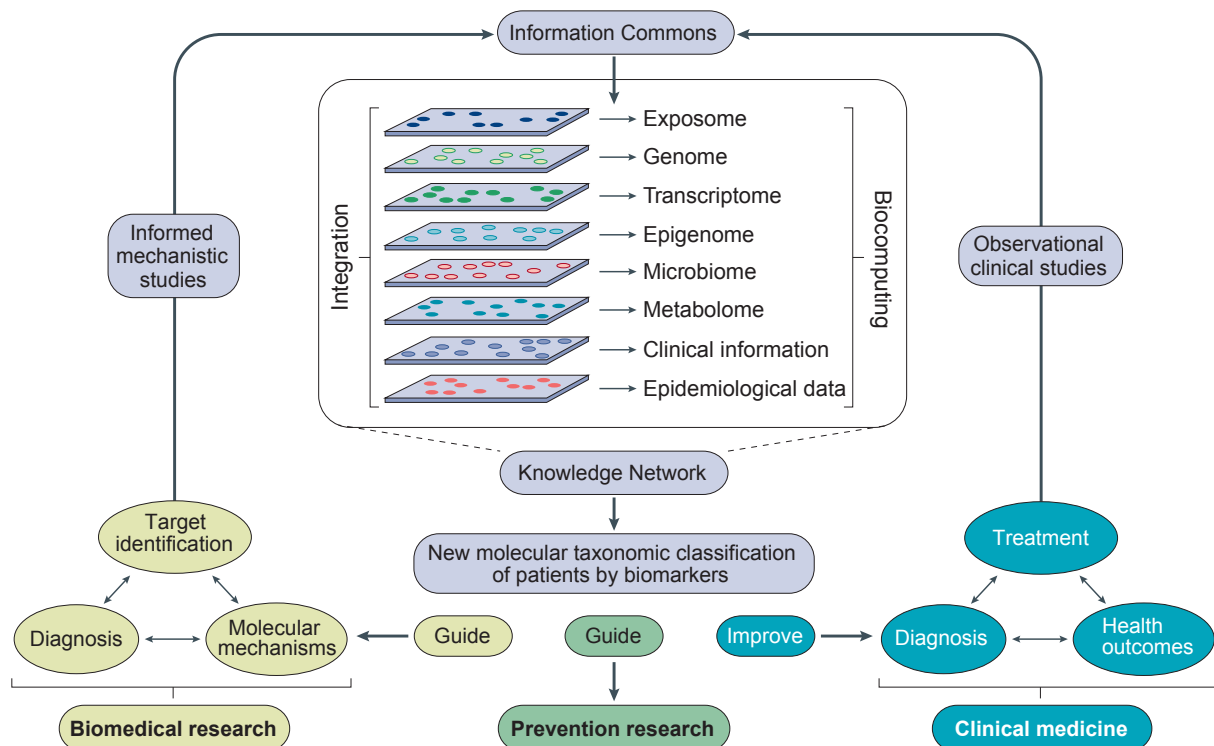 Information Commons
Integration
Exposome
Genome
Transcriptome
Epigenome
Microbiome
Metabolome
Clinical information
Epidemiological data
Biocomputing
Informed
mechanistic
studies
Observational
clinical studies
Knowledge Network
New molecular taxonomic classification
of patients by biomarkers
Target
identification
Diagnosis
Molecular
mechanisms
Guide
Guide
Improve
Treatment
Diagnosis
Health
outcomes
Biomedical research
Prevention research
Clinical medicine